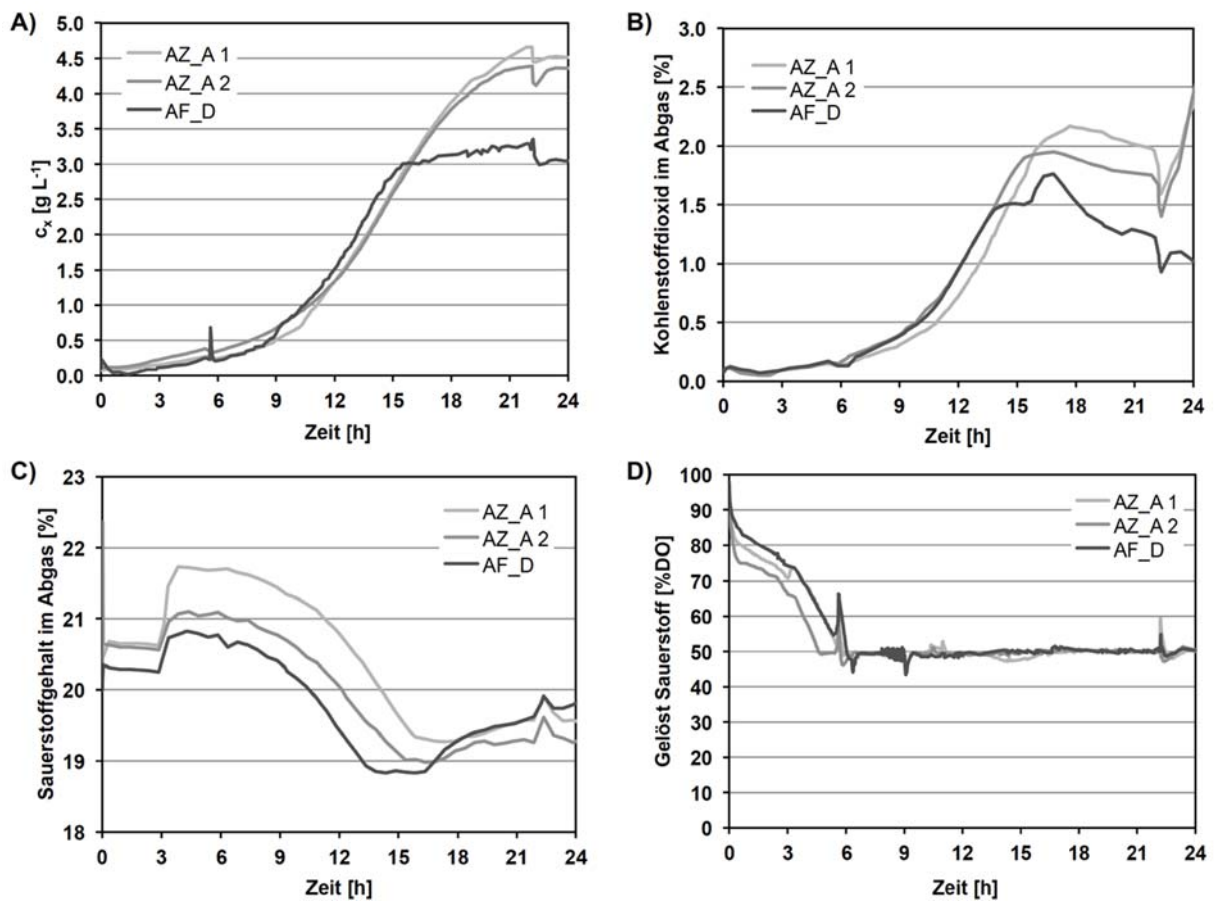 A)
c_x [g L⁻¹]
5.0
4.5
4.0
3.5
3.0
2.5
2.0
1.5
1.0
0.5
0.0
AZ_A 1
AZ_A 2
AF_D
0 3 6 9 12 15 18 21 24
Zeit [h]
B)
Kohlenstoffdioxid im Abgas [%]
3.0
2.5
2.0
1.5
1.0
0.5
0.0
AZ_A 1
AZ_A 2
AF_D
0 3 6 9 12 15 18 21 24
Zeit [h]
C)
Sauerstoffgehalt im Abgas [%]
23
22
21
20
19
18
AZ_A 1
AZ_A 2
AF_D
0 3 6 9 12 15 18 21 24
Zeit [h]
D)
Gelöst Sauerstoff [%DO]
100
90
80
70
60
50
40
30
20
10
0
AZ_A 1
AZ_A 2
AF_D
0 3 6 9 12 15 18 21 24
Zeit [h]